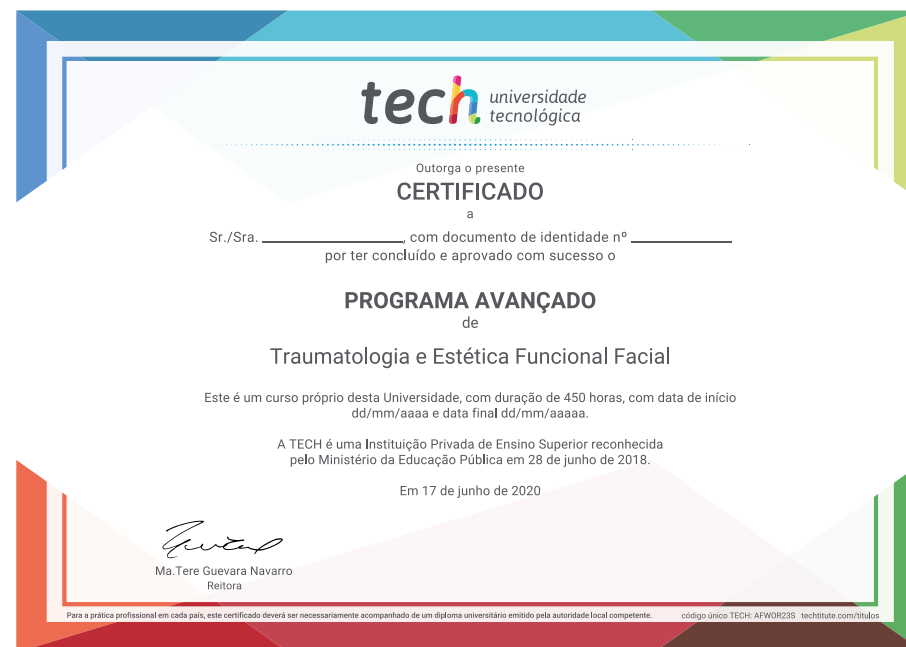 tech universidade
tecnológica
Outorga o presente
CERTIFICADO
a
Sr./Sra. ____________, com documento de identidade nº ____________
por ter concluído e aprovado com sucesso o
PROGRAMA AVANÇADO
de
Traumatologia e Estética Funcional Facial
Este é um curso próprio desta Universidade, com duração de 450 horas, com data de início
dd/mm/aaaa e data final dd/mm/aaaaa.
A TECH é uma Instituição Privada de Ensino Superior reconhecida
pelo Ministério da Educação Pública em 28 de junho de 2018.
Em 17 de junho de 2020
Ma.Tere Guevara Navarro
Reitora
Para a prática profissional em cada país, este certificado deverá ser necessariamente acompanhado de um diploma universitário emitido pela autoridade local competente. código único TECH: AFWOR23S techtitute.com/titulos